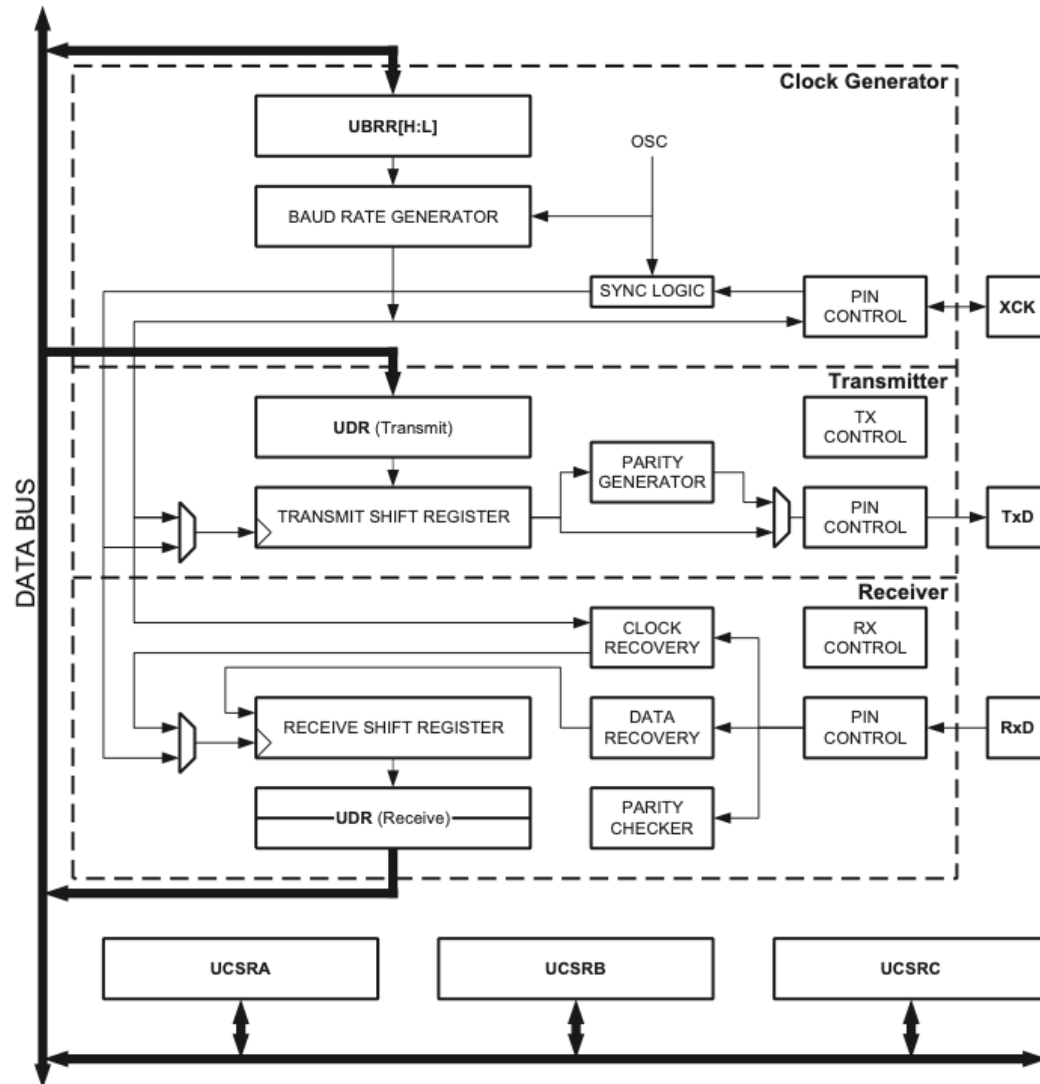 Clock Generator
UBRR[H:L]
OSC
BAUD RATE GENERATOR
SYNC LOGIC
PIN
CONTROL
XCK
Transmitter
UDR (Transmit)
TX
CONTROL
PARITY
GENERATOR
TRANSMIT SHIFT REGISTER
PIN
CONTROL
TxD
DATA BUS
Receiver
CLOCK
RECOVERY
RX
CONTROL
RECEIVE SHIFT REGISTER
DATA
RECOVERY
PIN
CONTROL
RxD
UDR (Receive)
PARITY
CHECKER
UCSRA
UCSRB
UCSRC